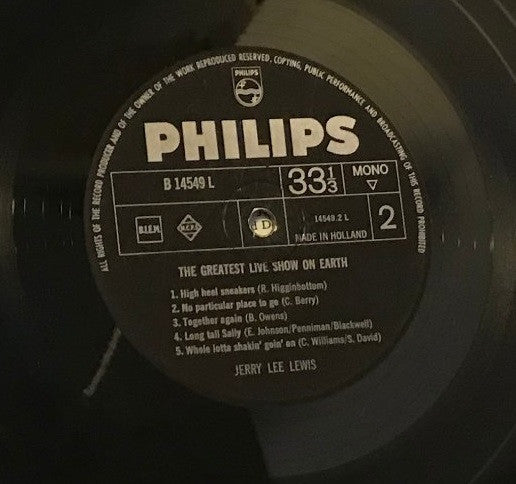 ALL RIGHTS OF THE RECORD PRODUCER AND OF THE OWNER OF THE WORK REPRODUCED RESERVED, COPYING, PUBLIC PERFORMANCE AND BROADCASTING OF THIS RECORD PROHIBITED
PHILIPS
PHILIPS
B 14549 L
33 1/3
MONO
B.I.E.M.
D
14549.2 L
MADE IN HOLLAND
2
THE GREATEST LIVE SHOW ON EARTH
1. High heel sneakers (R. Higginbottom)
2. No particular place to go (C. Berry)
3. Together again (B. Owens)
4. Long tall Sally (E. Johnson/Penniman/Blackwell)
5. Whole lotta shakin' goin' on (C. Williams/S. David)
JERRY LEE LEWIS